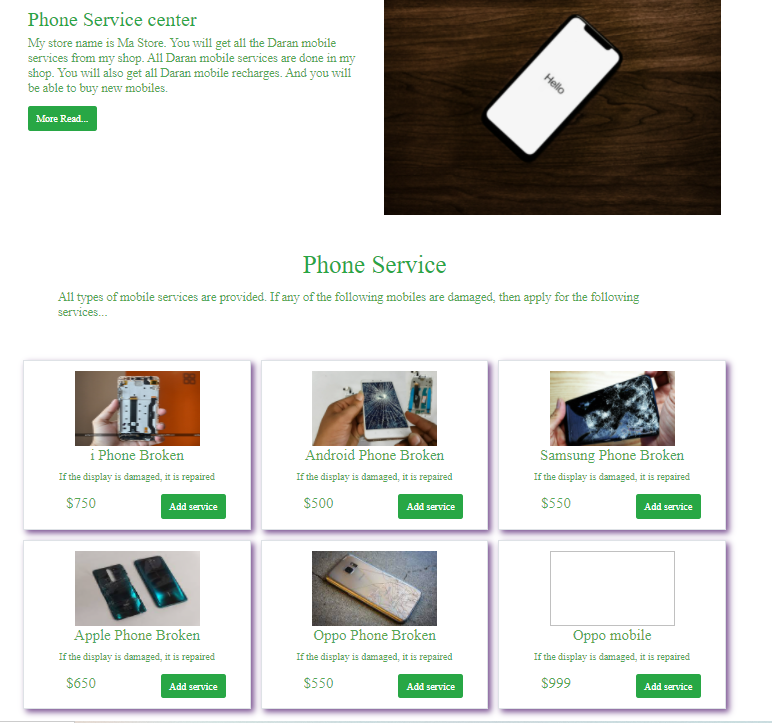 Phone Service center
My store name is Ma Store. You will get all the Daran mobile
services from my shop. All Daran mobile services are done in my
shop. You will also get all Daran mobile recharges. And you will
be able to buy new mobiles.
More Read...
Hello
Phone Service
All types of mobile services are provided. If any of the following mobiles are damaged, then apply for the following
services...
i Phone Broken
If the display is damaged, it is repaired
$750
Add service
Android Phone Broken
If the display is damaged, it is repaired
$500
Add service
Samsung Phone Broken
If the display is damaged, it is repaired
$550
Add service
Apple Phone Broken
If the display is damaged, it is repaired
$650
Add service
Oppo Phone Broken
If the display is damaged, it is repaired
$550
Add service
Oppo mobile
If the display is damaged, it is repaired
$999
Add service